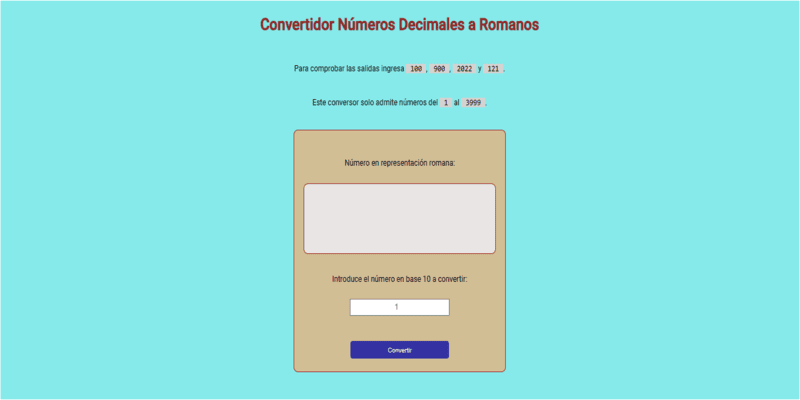 Convertidor Números Decimales a Romanos
Para comprobar las salidas ingresa 100, 900, 2022 y 121.
Este conversor solo admite números del 1 al 3999.
Número en representación romana:
Introduce el número en base 10 a convertir:
1
Convertir